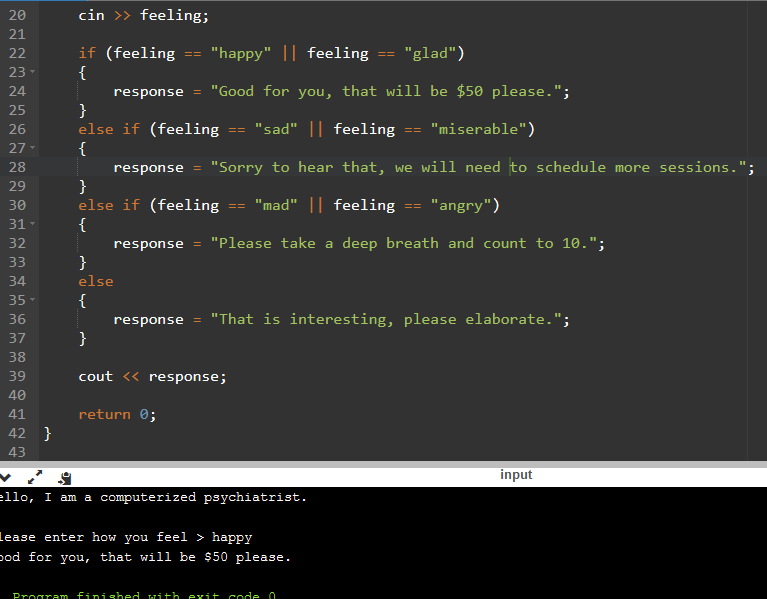 20 cin >> feeling;
21
22 if (feeling == "happy" || feeling == "glad")
23 {
24 response = "Good for you, that will be $50 please.";
25 }
26 else if (feeling == "sad" || feeling == "miserable")
27 {
28 response = "Sorry to hear that, we will need to schedule more sessions.";
29 }
30 else if (feeling == "mad" || feeling == "angry")
31 {
32 response = "Please take a deep breath and count to 10.";
33 }
34 else
35 {
36 response = "That is interesting, please elaborate.";
37 }
38
39 cout << response;
40
41 return 0;
42 }
43
input
ello, I am a computerized psychiatrist.
lease enter how you feel > happy
ood for you, that will be $50 please.
Program finished with exit code 0